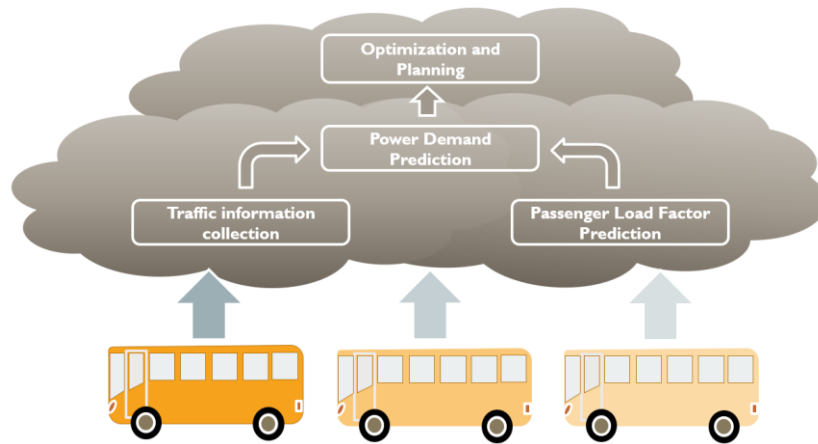 Optimization and
Planning
Power Demand
Prediction
Traffic information
collection
Passenger Load Factor
Prediction